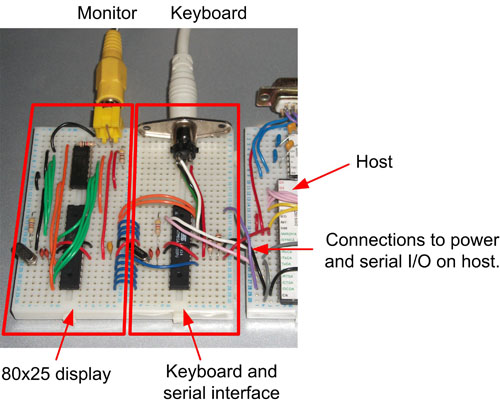 Monitor
Keyboard
Host
Connections to power
and serial I/O on host.
80x25 display
Keyboard and
serial interface